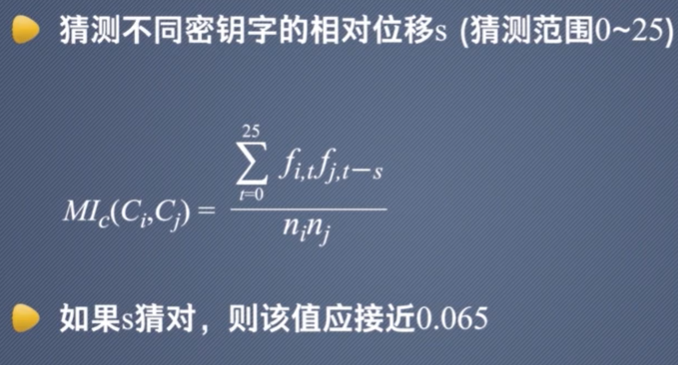 猜测不同密钥字的相对位移s (猜测范围0~25)
MI_c(C_i,C_j) = \frac{\sum_{t=0}^{25} f_{i,t}f_{j,t-s}}{n_i n_j}
如果s猜对，则该值应接近0.065